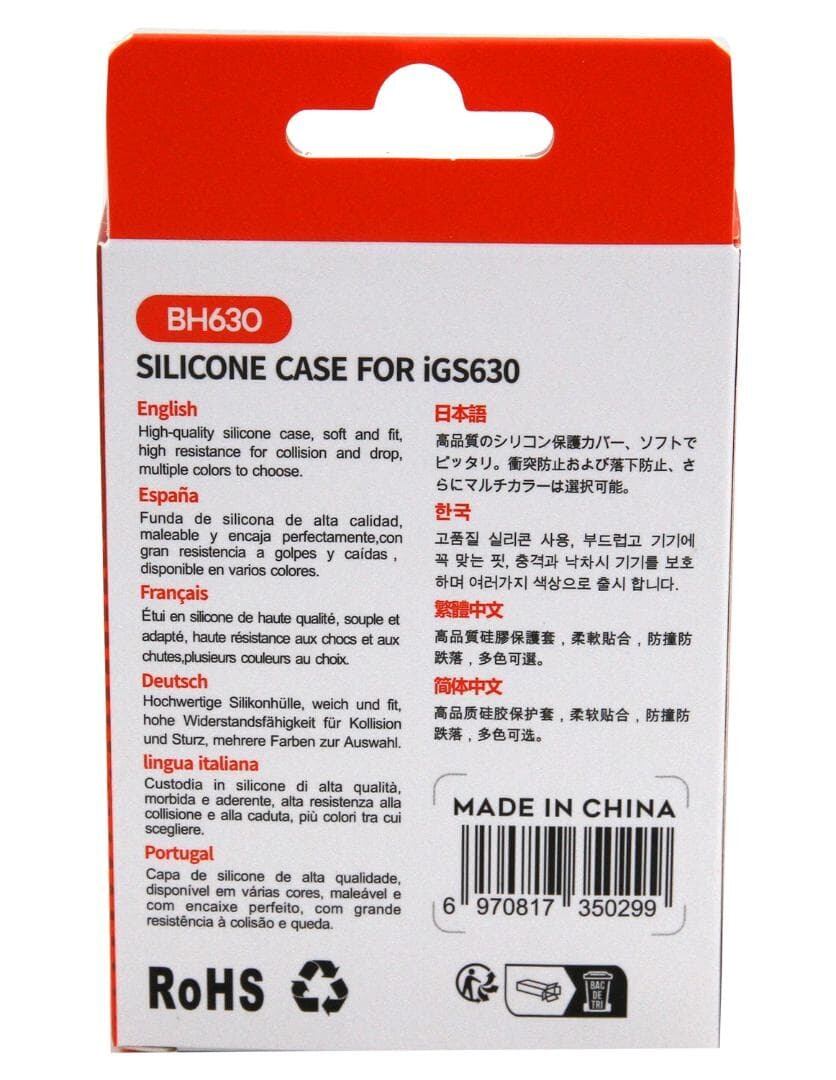 BH630
SILICONE CASE FOR iGS630
English
High-quality silicone case, soft and fit,
high resistance for collision and drop,
multiple colors to choose.
España
Funda de silicona de alta calidad,
maleable y encaja perfectamente,con
gran resistencia a golpes y caídas ,
disponible en varios colores.
Français
Étui en silicone de haute qualité, souple et
adapté, haute résistance aux chocs et aux
chutes,plusieurs couleurs au choix.
Deutsch
Hochwertige Silikonhülle, weich und fit,
hohe Widerstandsfähigkeit für Kollision
und Sturz, mehrere Farben zur Auswahl.
lingua italiana
Custodia in silicone di alta qualità,
morbida e aderente, alta resistenza alla
collisione e alla caduta, più colori tra cui
scegliere.
Portugal
Capa de silicone de alta qualidade,
disponível em várias cores, maleável e
com encaixe perfeito, com grande
resistência à colisão e queda.
日本語
高品質のシリコン保護カバー、ソフトで
ピッタリ。衝突防止および落下防止、さ
らにマルチカラーは選択可能。
한국
고품질 실리콘 사용, 부드럽고 기기에
꼭 맞는 핏, 충격과 낙차시 기기를 보호
하며 여러가지 색상으로 출시 합니다.
繁體中文
高品質硅膠保護套，柔軟貼合，防撞防
跌落，多色可選。
简体中文
高品质硅胶保护套，柔软贴合，防撞防
跌落，多色可选。
MADE IN CHINA
6 970817 350299
RoHS
BAC
DE
TRI